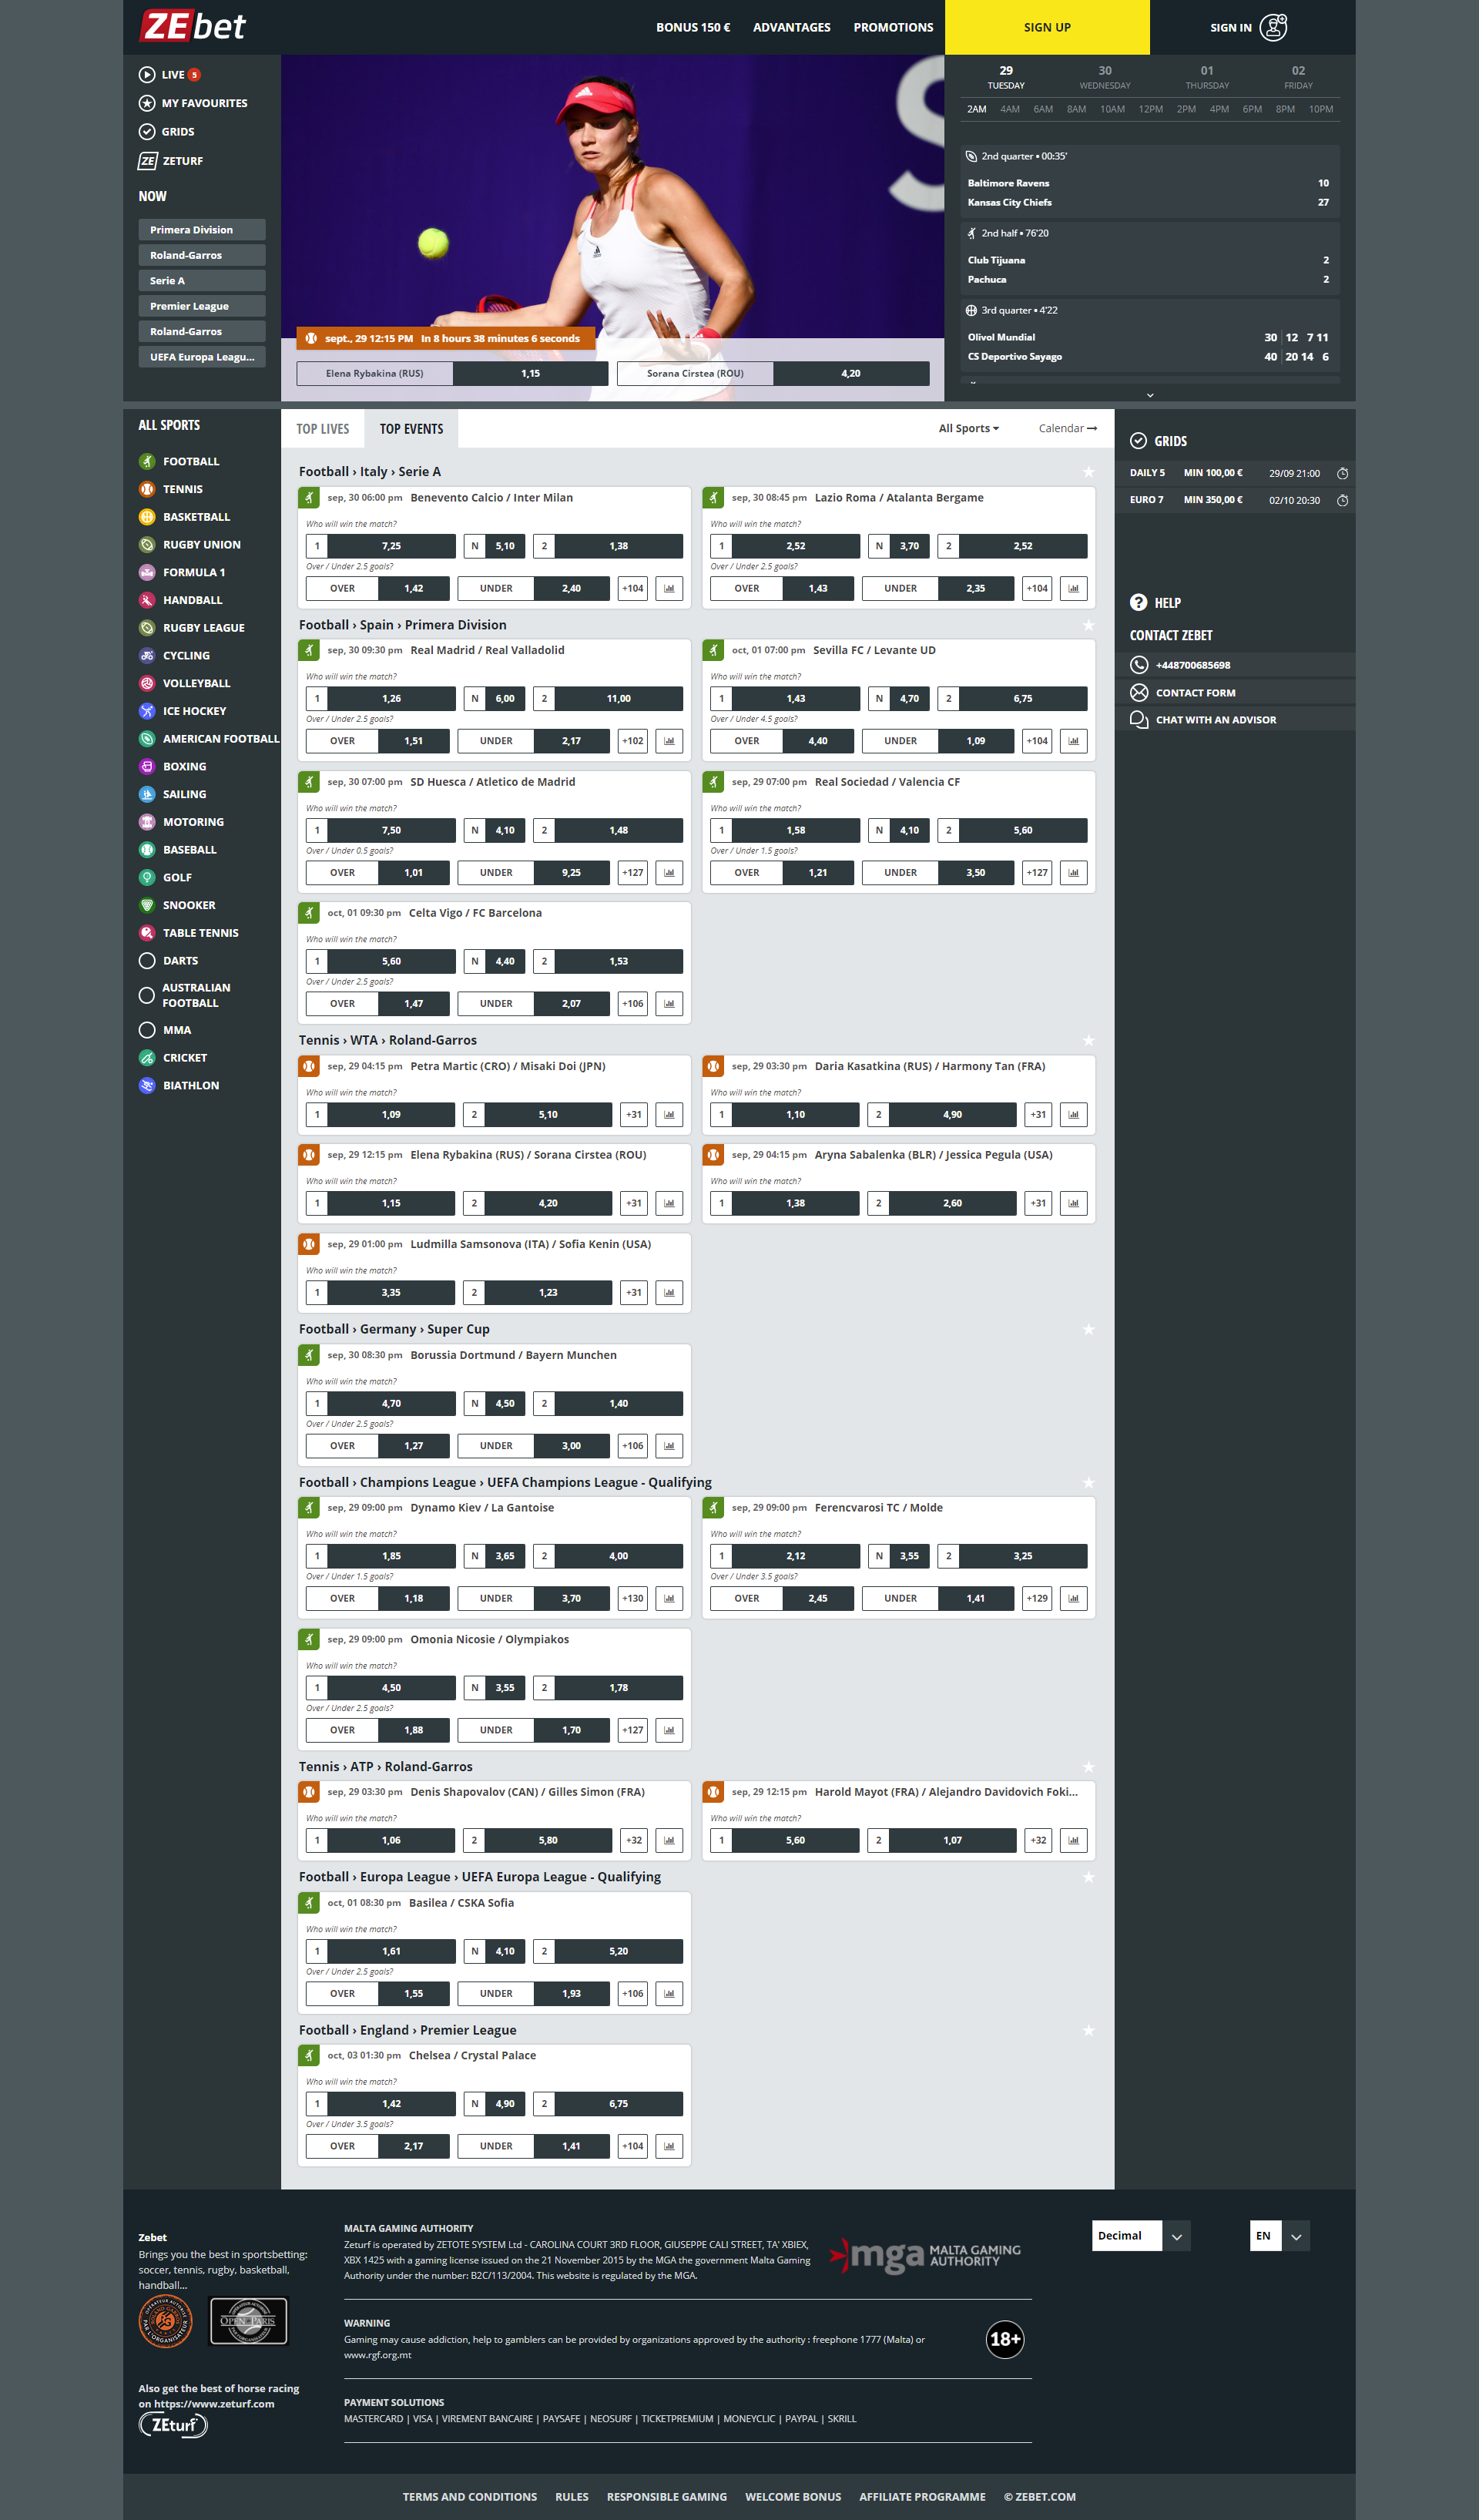 ZEbet
BONUS 150 €
ADVANTAGES
PROMOTIONS
SIGN UP
SIGN IN
LIVE 5
MY FAVOURITES
GRIDS
ZE ZETURF
NOW
Primera Division
Roland-Garros
Serie A
Premier League
Roland-Garros
UEFA Europa Leagu...
S
sept., 29 12:15 PM In 8 hours 38 minutes 6 seconds
Elena Rybakina (RUS) 1,15
Sorana Cirstea (ROU) 4,20
29 30 01 02
TUESDAY WEDNESDAY THURSDAY FRIDAY
2AM 4AM 6AM 8AM 10AM 12PM 2PM 4PM 6PM 8PM 10PM
2nd quarter • 00:35'
Baltimore Ravens 10
Kansas City Chiefs 27
2nd half • 76'20
Club Tijuana 2
Pachuca 2
3rd quarter • 4'22
Olivol Mundial 30 12 7 11
CS Deportivo Sayago 40 20 14 6
ALL SPORTS
FOOTBALL
TENNIS
BASKETBALL
RUGBY UNION
FORMULA 1
HANDBALL
RUGBY LEAGUE
CYCLING
VOLLEYBALL
ICE HOCKEY
AMERICAN FOOTBALL
BOXING
SAILING
MOTORING
BASEBALL
GOLF
SNOOKER
TABLE TENNIS
DARTS
AUSTRALIAN
FOOTBALL
MMA
CRICKET
BIATHLON
TOP LIVES
TOP EVENTS
All Sports
Calendar
Football › Italy › Serie A
sep, 30 06:00 pm Benevento Calcio / Inter Milan
Who will win the match?
1 7,25 N 5,10 2 1,38
Over / Under 2.5 goals?
OVER 1,42 UNDER 2,40 +104
sep, 30 08:45 pm Lazio Roma / Atalanta Bergame
Who will win the match?
1 2,52 N 3,70 2 2,52
Over / Under 2.5 goals?
OVER 1,43 UNDER 2,35 +104
Football › Spain › Primera Division
sep, 30 09:30 pm Real Madrid / Real Valladolid
Who will win the match?
1 1,26 N 6,00 2 11,00
Over / Under 2.5 goals?
OVER 1,51 UNDER 2,17 +102
oct, 01 07:00 pm Sevilla FC / Levante UD
Who will win the match?
1 1,43 N 4,70 2 6,75
Over / Under 4.5 goals?
OVER 4,40 UNDER 1,09 +104
sep, 30 07:00 pm SD Huesca / Atletico de Madrid
Who will win the match?
1 7,50 N 4,10 2 1,48
Over / Under 0.5 goals?
OVER 1,01 UNDER 9,25 +127
sep, 29 07:00 pm Real Sociedad / Valencia CF
Who will win the match?
1 1,58 N 4,10 2 5,60
Over / Under 1.5 goals?
OVER 1,21 UNDER 3,50 +127
oct, 01 09:30 pm Celta Vigo / FC Barcelona
Who will win the match?
1 5,60 N 4,40 2 1,53
Over / Under 2.5 goals?
OVER 1,47 UNDER 2,07 +106
Tennis › WTA › Roland-Garros
sep, 29 04:15 pm Petra Martic (CRO) / Misaki Doi (JPN)
Who will win the match?
1 1,09 2 5,10 +31
sep, 29 03:30 pm Daria Kasatkina (RUS) / Harmony Tan (FRA)
Who will win the match?
1 1,10 2 4,90 +31
sep, 29 12:15 pm Elena Rybakina (RUS) / Sorana Cirstea (ROU)
Who will win the match?
1 1,15 2 4,20 +31
sep, 29 04:15 pm Aryna Sabalenka (BLR) / Jessica Pegula (USA)
Who will win the match?
1 1,38 2 2,60 +31
sep, 29 01:00 pm Ludmilla Samsonova (ITA) / Sofia Kenin (USA)
Who will win the match?
1 3,35 2 1,23 +31
Football › Germany › Super Cup
sep, 30 08:30 pm Borussia Dortmund / Bayern Munchen
Who will win the match?
1 4,70 N 4,50 2 1,40
Over / Under 2.5 goals?
OVER 1,27 UNDER 3,00 +106
Football › Champions League › UEFA Champions League - Qualifying
sep, 29 09:00 pm Dynamo Kiev / La Gantoise
Who will win the match?
1 1,85 N 3,65 2 4,00
Over / Under 1.5 goals?
OVER 1,18 UNDER 3,70 +130
sep, 29 09:00 pm Ferencvarosi TC / Molde
Who will win the match?
1 2,12 N 3,55 2 3,25
Over / Under 3.5 goals?
OVER 2,45 UNDER 1,41 +129
sep, 29 09:00 pm Omonia Nicosie / Olympiakos
Who will win the match?
1 4,50 N 3,55 2 1,78
Over / Under 2.5 goals?
OVER 1,88 UNDER 1,70 +127
Tennis › ATP › Roland-Garros
sep, 29 03:30 pm Denis Shapovalov (CAN) / Gilles Simon (FRA)
Who will win the match?
1 1,06 2 5,80 +32
sep, 29 12:15 pm Harold Mayot (FRA) / Alejandro Davidovich Foki...
Who will win the match?
1 5,60 2 1,07 +32
Football › Europa League › UEFA Europa League - Qualifying
oct, 01 08:30 pm Basilea / CSKA Sofia
Who will win the match?
1 1,61 N 4,10 2 5,20
Over / Under 2.5 goals?
OVER 1,55 UNDER 1,93 +106
Football › England › Premier League
oct, 03 01:30 pm Chelsea / Crystal Palace
Who will win the match?
1 1,42 N 4,90 2 6,75
Over / Under 3.5 goals?
OVER 2,17 UNDER 1,41 +104
GRIDS
DAILY 5 MIN 100,00 € 29/09 21:00
EURO 7 MIN 350,00 € 02/10 20:30
HELP
CONTACT ZEBET
+448700685698
CONTACT FORM
CHAT WITH AN ADVISOR
Zebet
Brings you the best in sportsbetting:
soccer, tennis, rugby, basketball,
handball...
OPEN PARIS
Also get the best of horse racing
on https://www.zeturf.com
ZEturf
MALTA GAMING AUTHORITY
Zeturf is operated by ZETOTE SYSTEM Ltd - CAROLINA COURT 3RD FLOOR, GIUSEPPE CALI STREET, TA' XBIEX,
XBX 1425 with a gaming license issued on the 21 November 2015 by the MGA the government Malta Gaming
Authority under the number: B2C/113/2004. This website is regulated by the MGA.
mga MALTA GAMING
AUTHORITY
WARNING
Gaming may cause addiction, help to gamblers can be provided by organizations approved by the authority : freephone 1777 (Malta) or
www.rgf.org.mt
18+
PAYMENT SOLUTIONS
MASTERCARD | VISA | VIREMENT BANCAIRE | PAYSAFE | NEOSURF | TICKETPREMIUM | MONEYCLIC | PAYPAL | SKRILL
Decimal
EN
TERMS AND CONDITIONS
RULES
RESPONSIBLE GAMING
WELCOME BONUS
AFFILIATE PROGRAMME
© ZEBET.COM